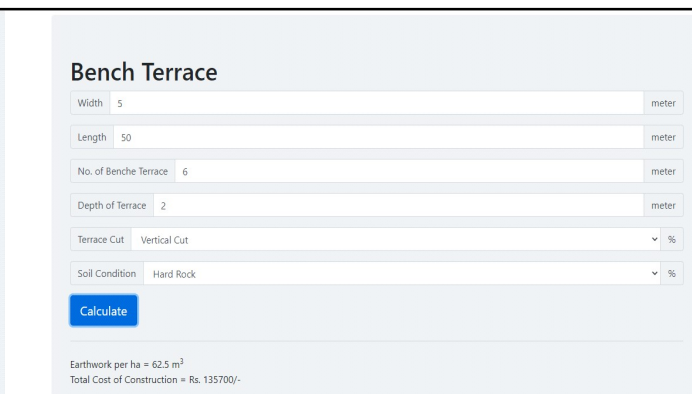 Bench Terrace
Width 5 meter
Length 50 meter
No. of Benche Terrace 6 meter
Depth of Terrace 2 meter
Terrace Cut Vertical Cut %
Soil Condition Hard Rock %
Calculate
Earthwork per ha = 62.5 m³
Total Cost of Construction = Rs. 135700/-